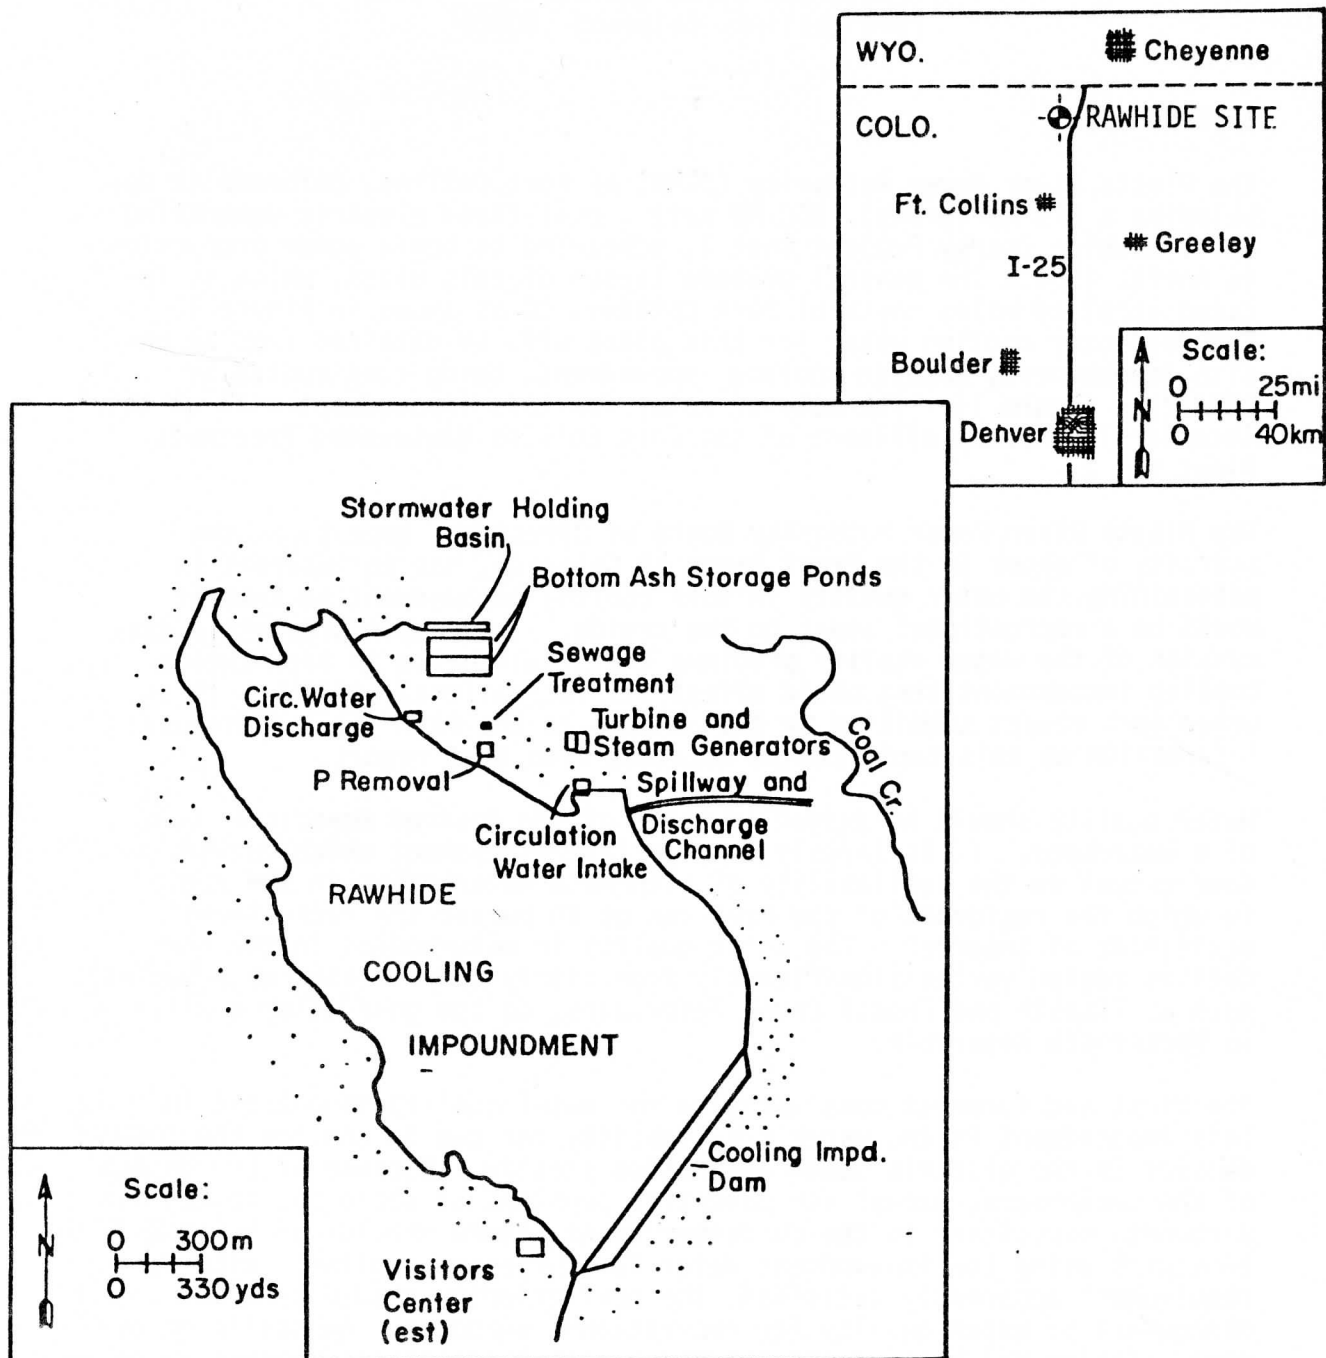 WYO.
Cheyenne
COLO.
RAWHIDE SITE
Ft. Collins
Greeley
I-25
Boulder
Denver
Scale:
0 25mi
N
0 40km
Stormwater Holding
Basin
Bottom Ash Storage Ponds
Sewage
Treatment
Circ. Water
Discharge
Turbine and
Steam Generators
P Removal
Spillway and
Discharge
Channel
Coal Cr.
Circulation
Water Intake
RAWHIDE
COOLING
IMPOUNDMENT
Cooling Impd.
Dam
Visitors
Center
(est)
Scale:
0 300m
N
0 330 yds